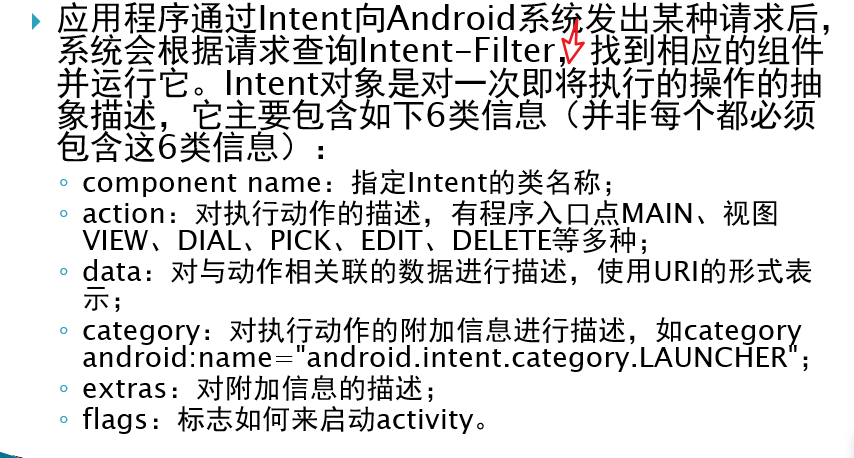 应用程序通过Intent向Android系统发出某种请求后，
系统会根据请求查询Intent-Filter，找到相应的组件
并运行它。Intent对象是对一次即将执行的操作的抽
象描述，它主要包含如下6类信息（并非每个都必须
包含这6类信息）：
component name：指定Intent的类名称；
action：对执行动作的描述，有程序入口点MAIN、视图
VIEW、DIAL、PICK、EDIT、DELETE等多种；
data：对与动作相关联的数据进行描述，使用URI的形式表
示；
category：对执行动作的附加信息进行描述，如category
android:name="android.intent.category.LAUNCHER"；
extras：对附加信息的描述；
flags：标志如何来启动activity。